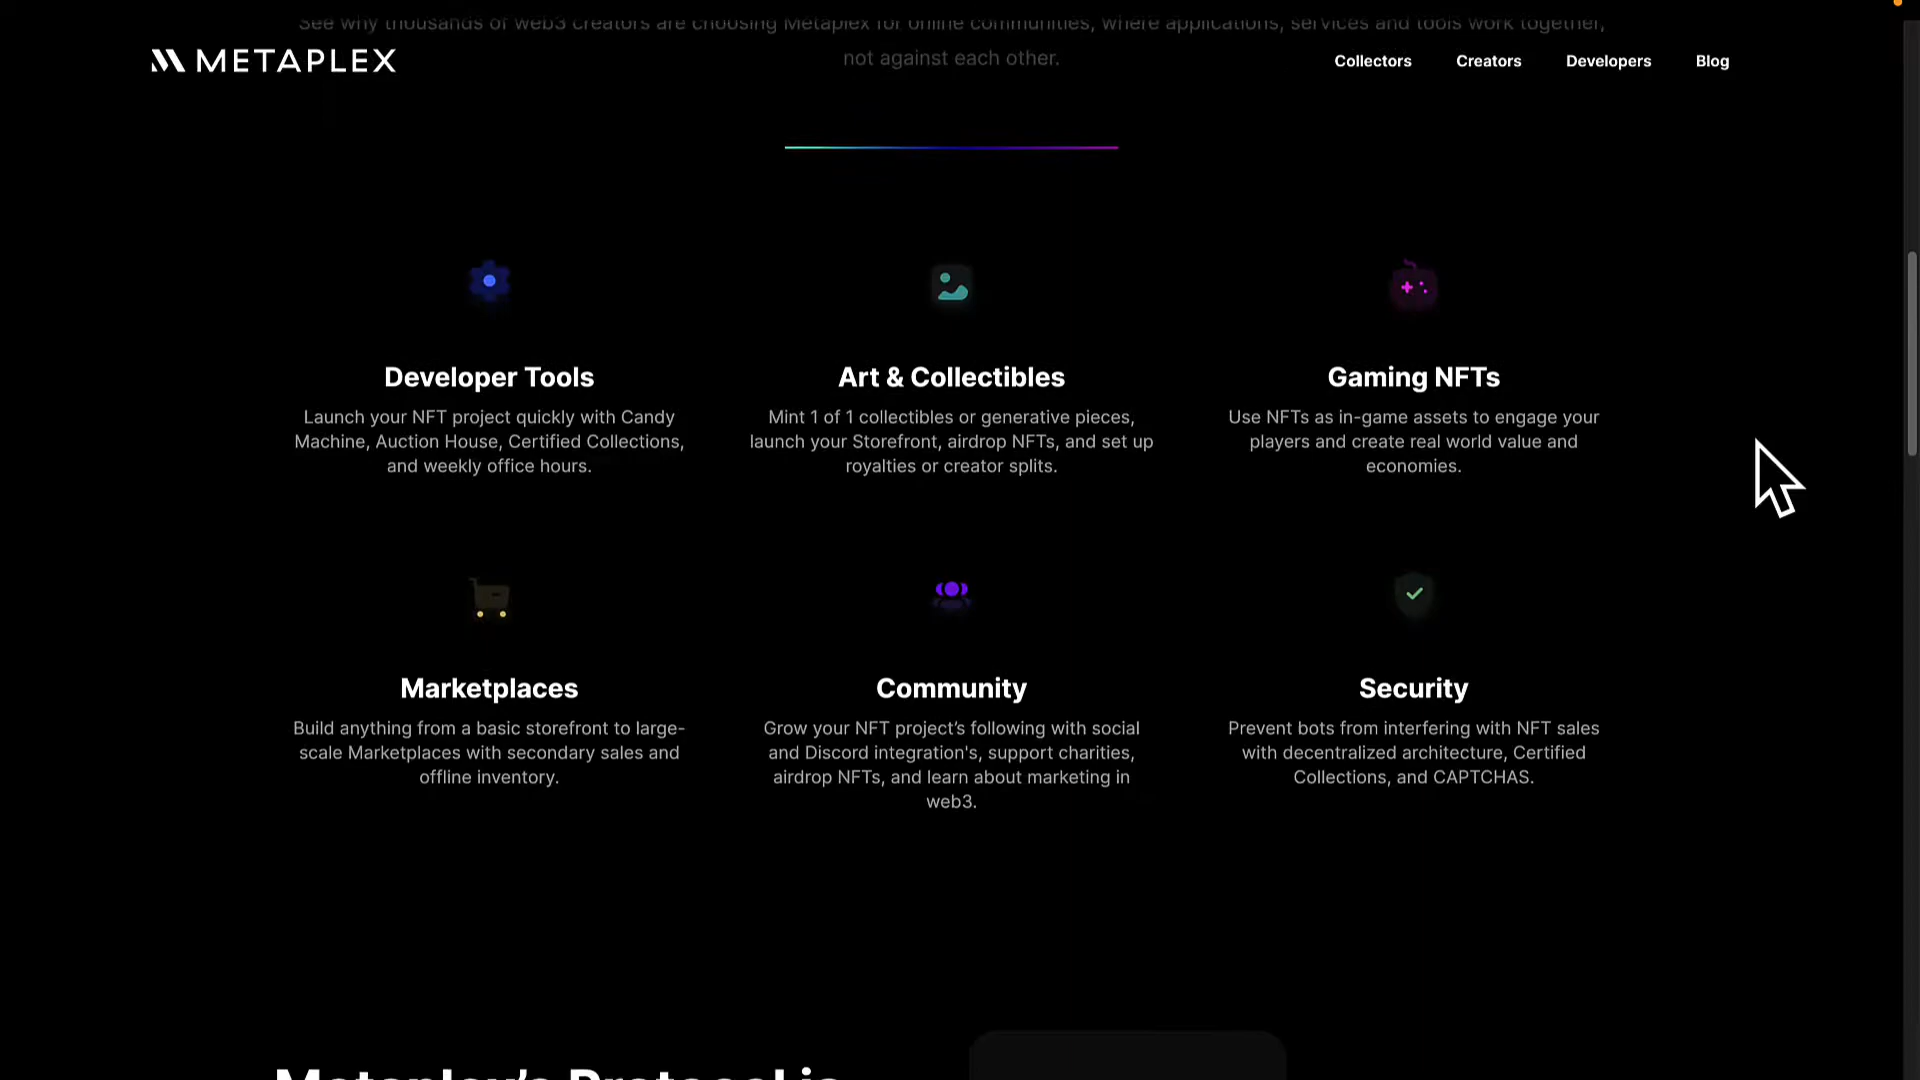 See why thousands of web3 creators are choosing Metaplex for online communities, where applications, services and tools work together,
not against each other.
METAPLEX
Collectors
Creators
Developers
Blog
Developer Tools
Launch your NFT project quickly with Candy
Machine, Auction House, Certified Collections,
and weekly office hours.
Art & Collectibles
Mint 1 of 1 collectibles or generative pieces,
launch your Storefront, airdrop NFTs, and set up
royalties or creator splits.
Gaming NFTs
Use NFTs as in-game assets to engage your
players and create real world value and
economies.
Marketplaces
Build anything from a basic storefront to large-
scale Marketplaces with secondary sales and
offline inventory.
Community
Grow your NFT project’s following with social
and Discord integration's, support charities,
airdrop NFTs, and learn about marketing in
web3.
Security
Prevent bots from interfering with NFT sales
with decentralized architecture, Certified
Collections, and CAPTCHAS.
Metaplex’s Protocol is